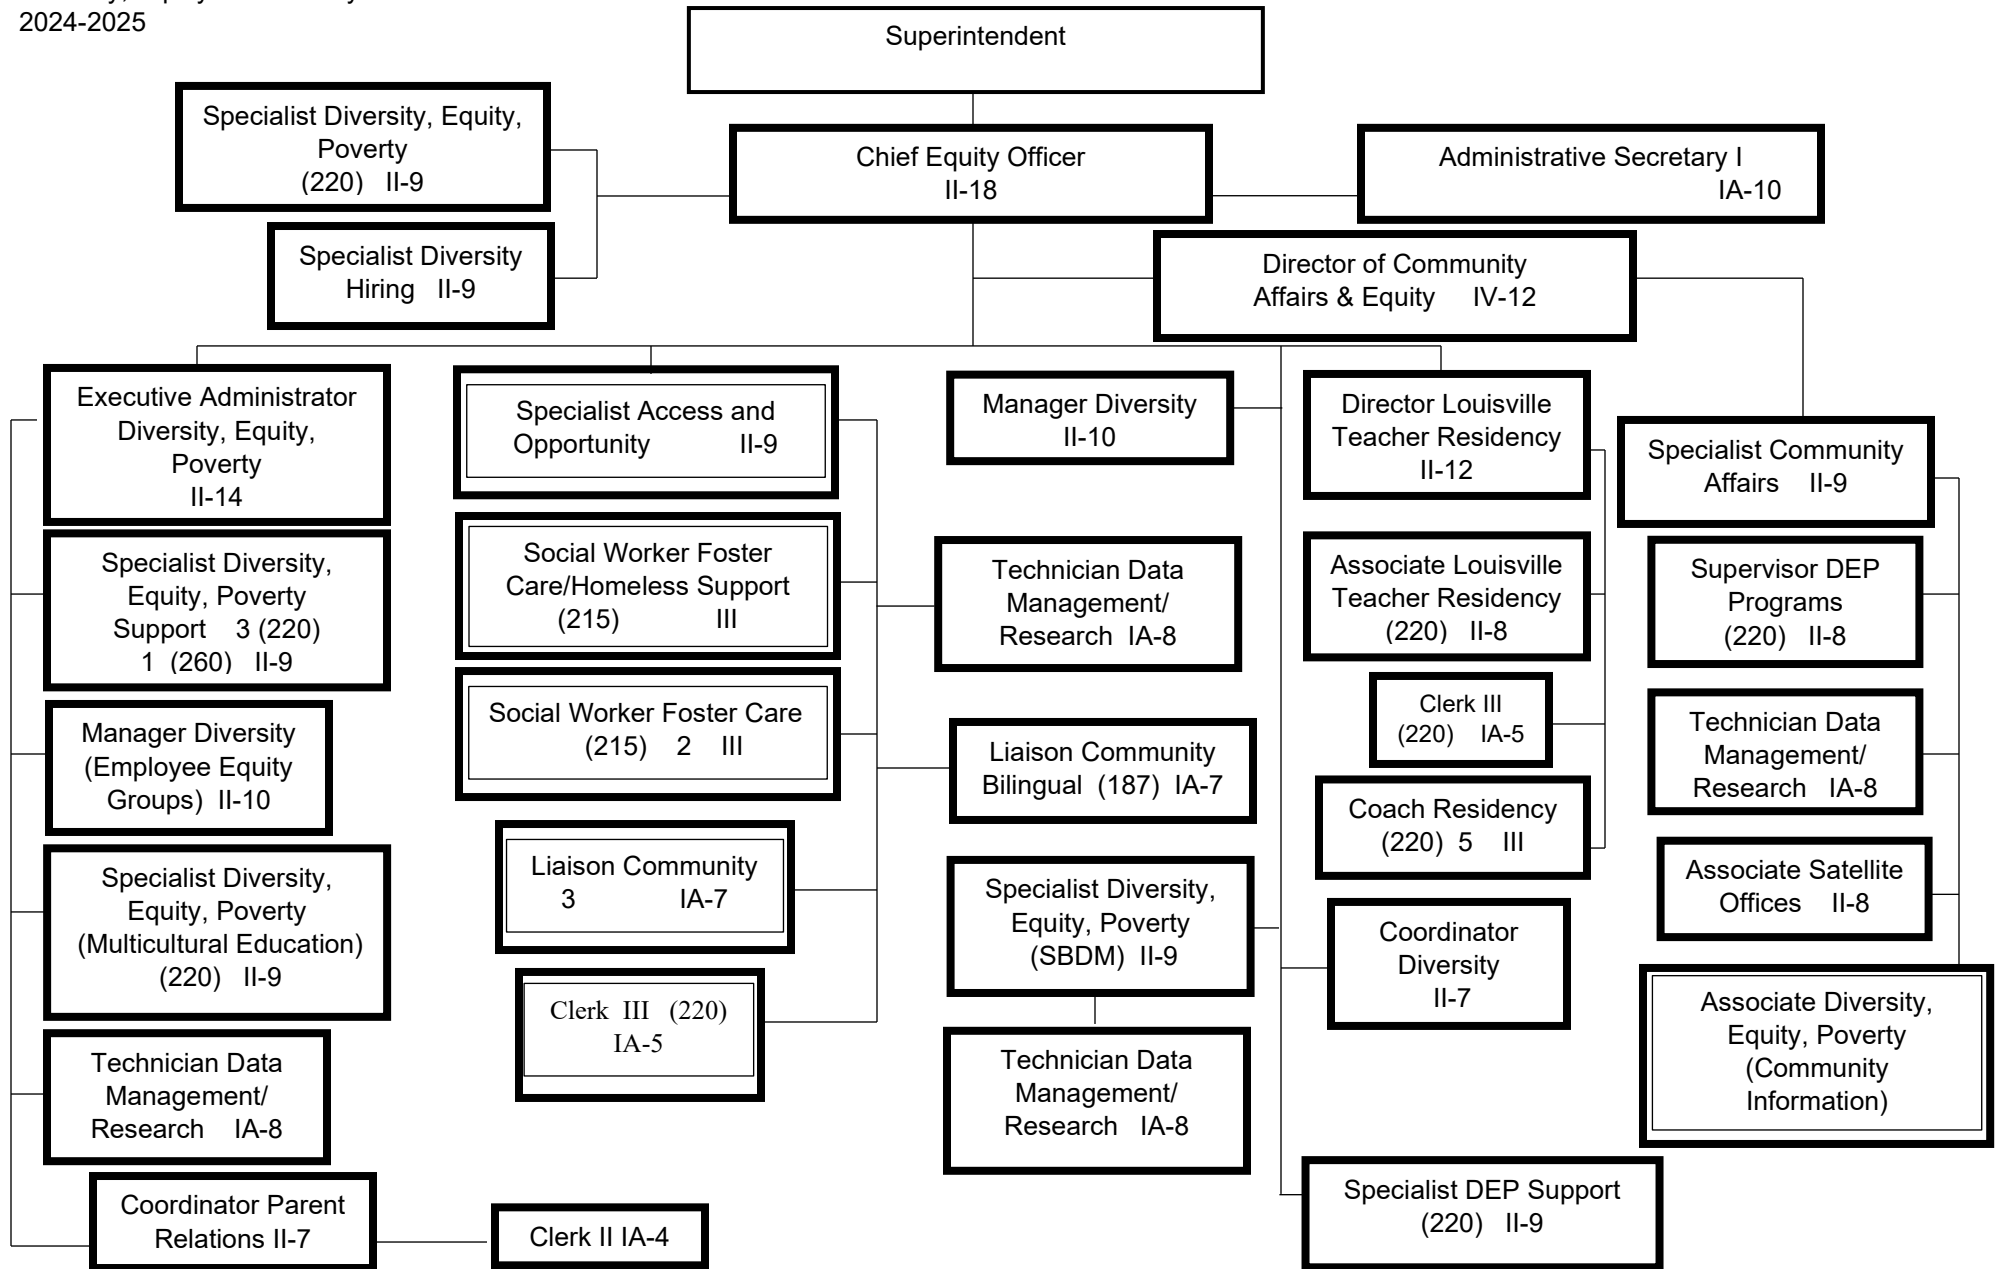 2024-2025
Superintendent
Specialist Diversity, Equity,
Poverty
(220) II-9
Chief Equity Officer
II-18
Administrative Secretary I
IA-10
Specialist Diversity
Hiring II-9
Director of Community
Affairs & Equity IV-12
Executive Administrator
Diversity, Equity,
Poverty
II-14
Specialist Diversity,
Equity, Poverty
Support 3 (220)
1 (260) II-9
Manager Diversity
(Employee Equity
Groups) II-10
Specialist Diversity,
Equity, Poverty
(Multicultural Education)
(220) II-9
Technician Data
Management/
Research IA-8
Coordinator Parent
Relations II-7
Clerk II IA-4
Specialist Access and
Opportunity II-9
Social Worker Foster
Care/Homeless Support
(215) III
Social Worker Foster Care
(215) 2 III
Liaison Community
3 IA-7
Clerk III (220)
IA-5
Manager Diversity
II-10
Technician Data
Management/
Research IA-8
Liaison Community
Bilingual (187) IA-7
Specialist Diversity,
Equity, Poverty
(SBDM) II-9
Technician Data
Management/
Research IA-8
Director Louisville
Teacher Residency
II-12
Associate Louisville
Teacher Residency
(220) II-8
Clerk III
(220) IA-5
Coach Residency
(220) 5 III
Coordinator
Diversity
II-7
Specialist DEP Support
(220) II-9
Specialist Community
Affairs II-9
Supervisor DEP
Programs
(220) II-8
Technician Data
Management/
Research IA-8
Associate Satellite
Offices II-8
Associate Diversity,
Equity, Poverty
(Community
Information)